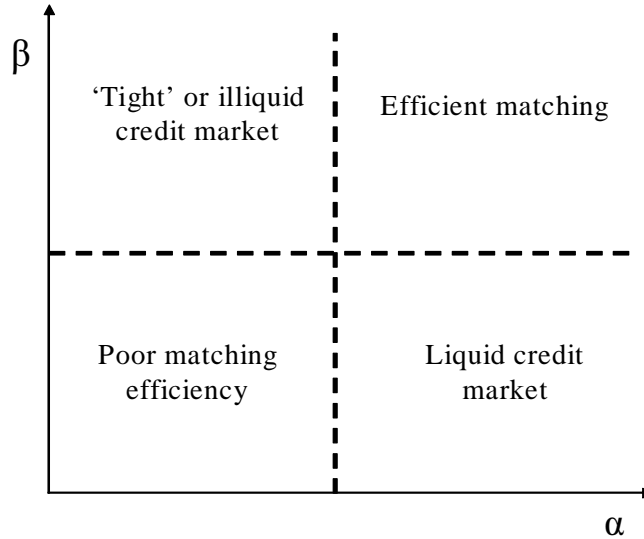 β
‘Tight’ or illiquid
credit market
Efficient matching
Poor matching
efficiency
Liquid credit
market
α